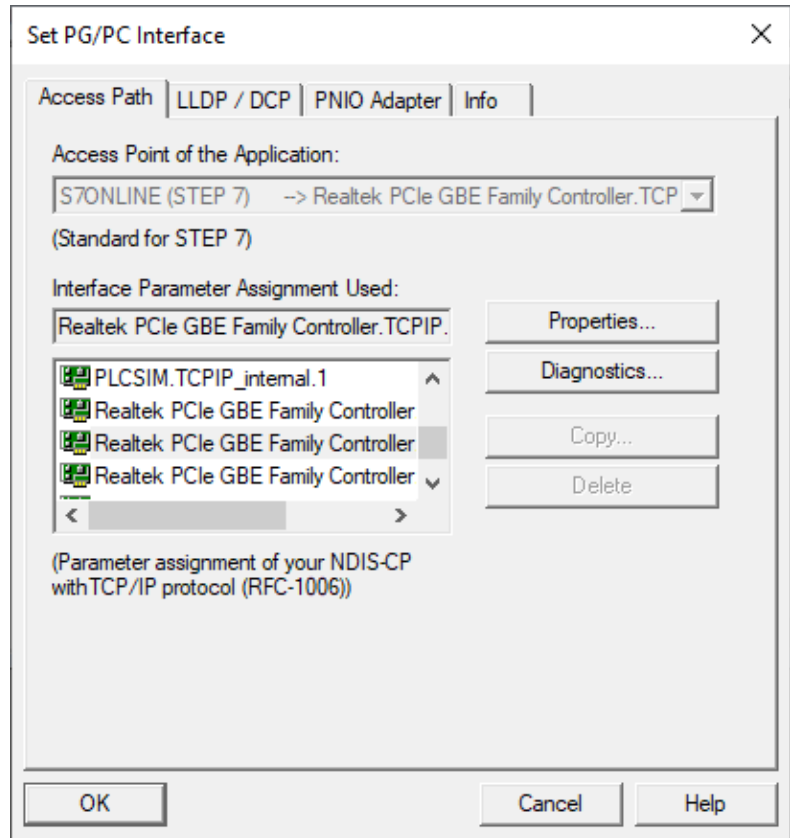 Set PG/PC Interface
Access Path
LLDP / DCP
PNIO Adapter
Info
Access Point of the Application:
S7ONLINE (STEP 7) --> Realtek PCIe GBE Family Controller.TCP
(Standard for STEP 7)
Interface Parameter Assignment Used:
Realtek PCIe GBE Family Controller.TCPIP.
Properties...
PLCSIM.TCPIP_internal.1
Diagnostics...
Realtek PCIe GBE Family Controller
Realtek PCIe GBE Family Controller
Copy...
Realtek PCIe GBE Family Controller
Delete
(Parameter assignment of your NDIS-CP
withTCP/IP protocol (RFC-1006))
OK
Cancel
Help